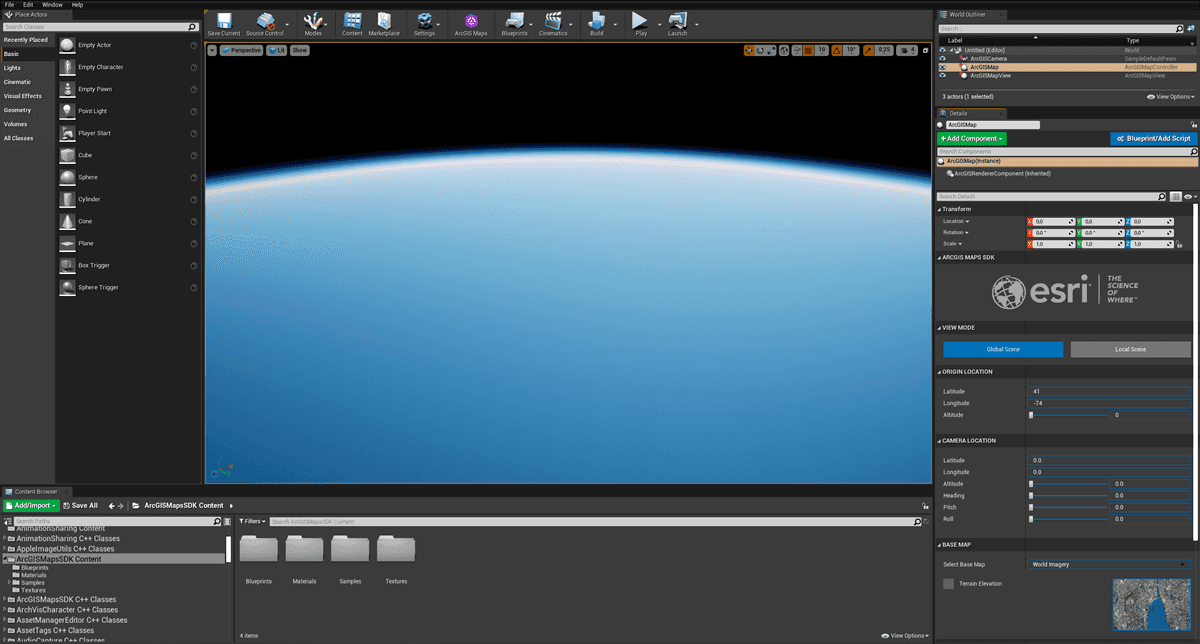 File Edit Window Help
Place Actors
Search Classes
Recently Placed
Basic
Lights
Cinematic
Visual Effects
Geometry
Volumes
All Classes
Empty Actor
Empty Character
Empty Pawn
Point Light
Player Start
Cube
Sphere
Cylinder
Cone
Plane
Box Trigger
Sphere Trigger
Save Current Source Control Modes Content Marketplace Settings ArcGIS Maps Blueprints Cinematics Build Play Launch
Perspective Lit Show
10 10° 0,25 4
World Outliner
Search...
Label Type
Untitled (Editor) World
ArcGISCamera SampleDefaultPawn
ArcGISMap ArcGISMapController
ArcGISMapView ArcGISMapView
3 actors (1 selected) View Options
Details
ArcGISMap
+Add Component Blueprint/Add Script
Search Components
ArcGISMap(Instance)
ArcGISRendererComponent (Inherited)
Search Details
Transform
Location X 0,0 Y 0,0 Z 0,0
Rotation X 0,0 ° Y 0,0 ° Z 0,0 °
Scale X 1,0 Y 1,0 Z 1,0
ARCGIS MAPS SDK
esri THE
SCIENCE
OF
WHERE™
VIEW MODE
Global Scene Local Scene
ORIGIN LOCATION
Latitude 41
Longitude -74
Altitude 0
CAMERA LOCATION
Latitude 0.0
Longitude 0.0
Altitude 0.0
Heading 0.0
Pitch 0.0
Roll 0.0
BASE MAP
Select Base Map World Imagery
Terrain Elevation
Content Browser
Add/Import Save All ArcGISMapsSDK Content
Search Paths
AnimationSharing Content
AnimationSharing C++ Classes
AppleImageUtils C++ Classes
ArcGISMapsSDK Content
Blueprints
Materials
Samples
Textures
ArcGISMapsSDK C++ Classes
ArchVisCharacter C++ Classes
AssetManagerEditor C++ Classes
AssetTags C++ Classes
AudioCapture C++ Classes
Filters Search ArcGISMapsSDK Content
Blueprints Materials Samples Textures
4 items View Options